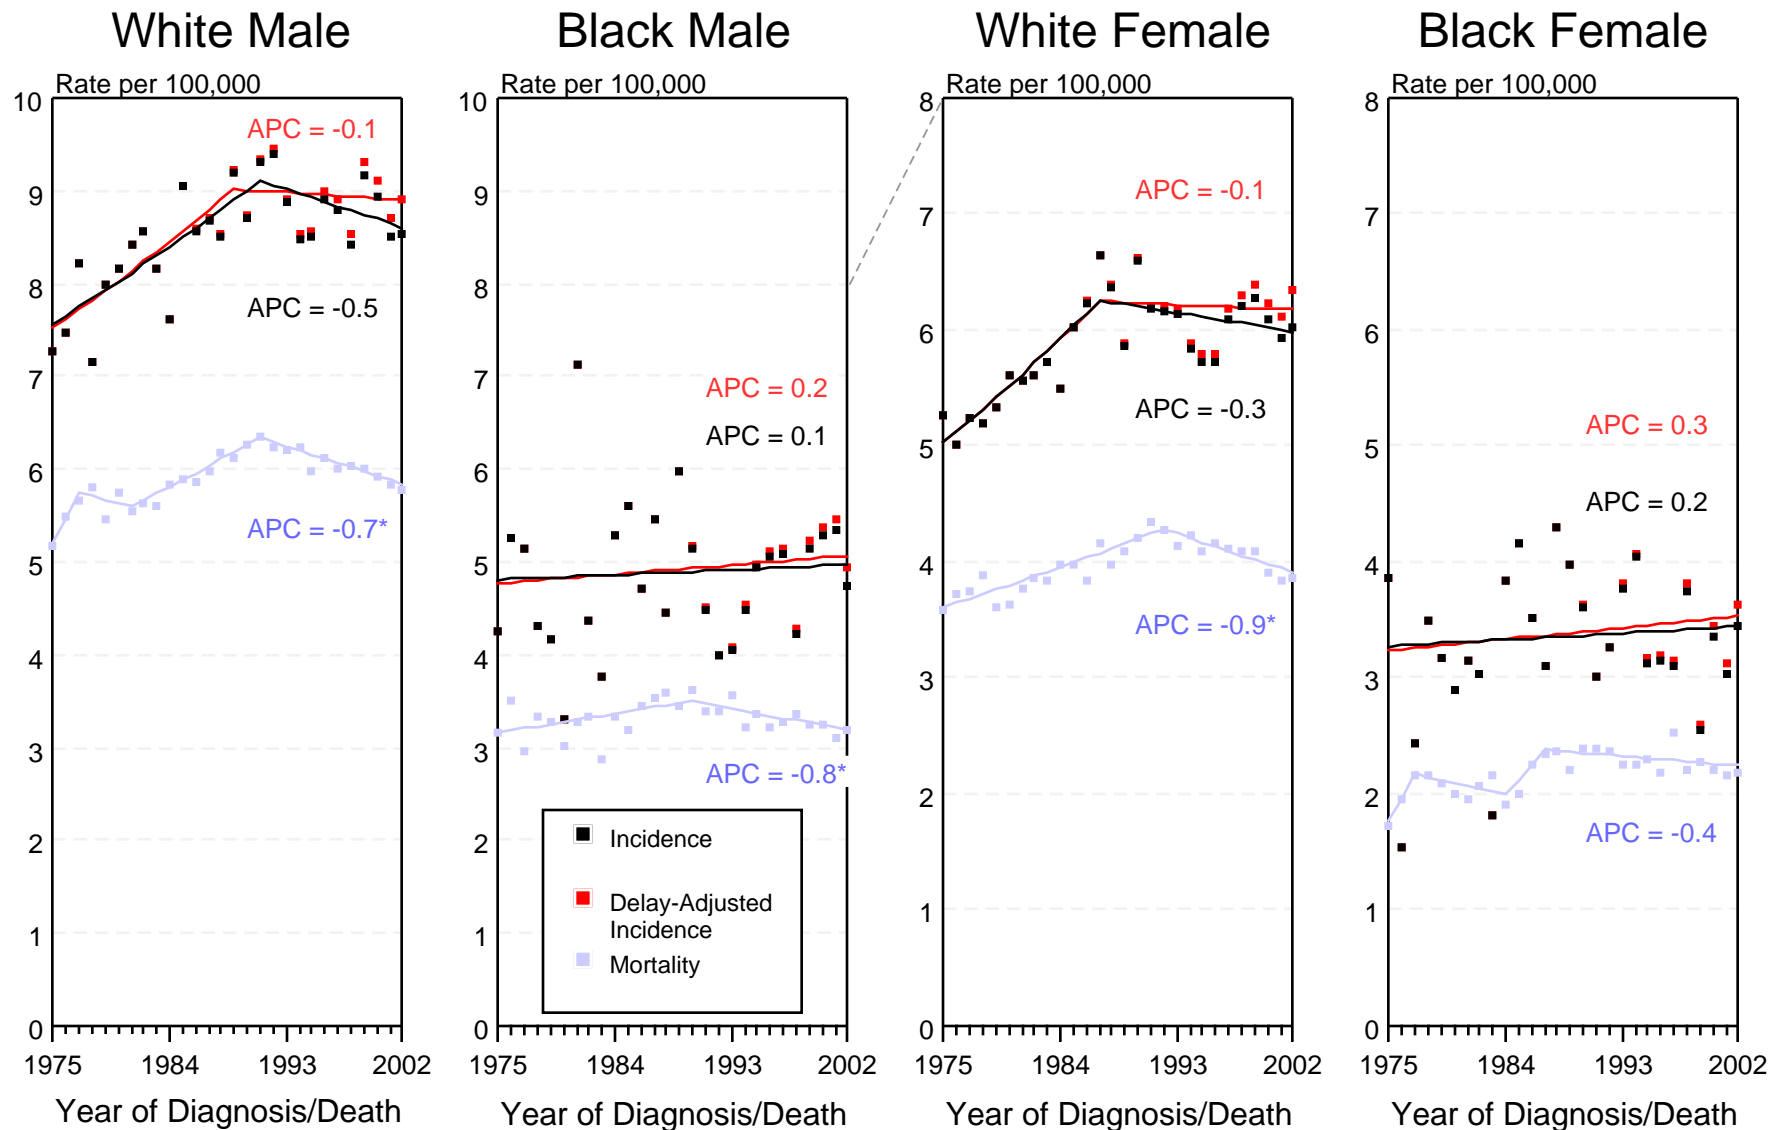 White Male
Black Male
White Female
Black Female
Rate per 100,000
10
9
8
7
6
5
4
3
2
1
0
APC = -0.1
APC = -0.5
APC = -0.7*
1975
1984
1993
2002
Year of Diagnosis/Death
Rate per 100,000
10
9
8
7
6
5
4
3
2
1
0
APC = 0.2
APC = 0.1
APC = -0.8*
Incidence
Delay-Adjusted
Incidence
Mortality
1975
1984
1993
2002
Year of Diagnosis/Death
Rate per 100,000
8
7
6
5
4
3
2
1
0
APC = -0.1
APC = -0.3
APC = -0.9*
1975
1984
1993
2002
Year of Diagnosis/Death
Rate per 100,000
8
7
6
5
4
3
2
1
0
APC = 0.3
APC = 0.2
APC = -0.4
1975
1984
1993
2002
Year of Diagnosis/Death